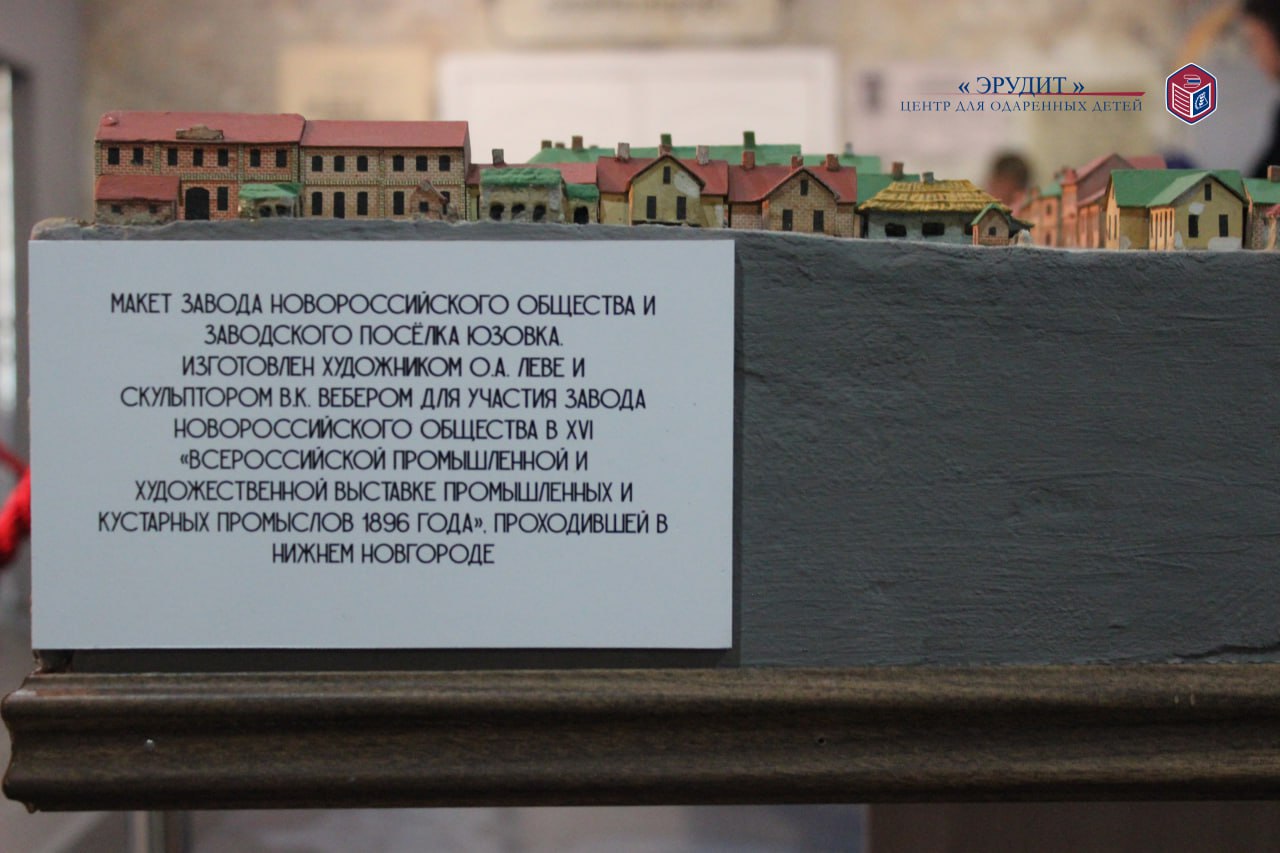 « ЭРУДИТ »
ЦЕНТР ДЛЯ ОДАРЕННЫХ ДЕТЕЙ
МАКЕТ ЗАВОДА НОВОРОССИЙСКОГО ОБЩЕСТВА И
ЗАВОДСКОГО ПОСЁЛКА ЮЗОВКА.
ИЗГОТОВЛЕН ХУДОЖНИКОМ О.А. ЛЕВЕ И
СКУЛЬПТОРОМ В.К. ВЕБЕРОМ ДЛЯ УЧАСТИЯ ЗАВОДА
НОВОРОССИЙСКОГО ОБЩЕСТВА В XVI
«ВСЕРОССИЙСКОЙ ПРОМЫШЛЕННОЙ И
ХУДОЖЕСТВЕННОЙ ВЫСТАВКЕ ПРОМЫШЛЕННЫХ И
КУСТАРНЫХ ПРОМЫСЛОВ 1896 ГОДА», ПРОХОДИВШЕЙ В
НИЖНЕМ НОВГОРОДЕ